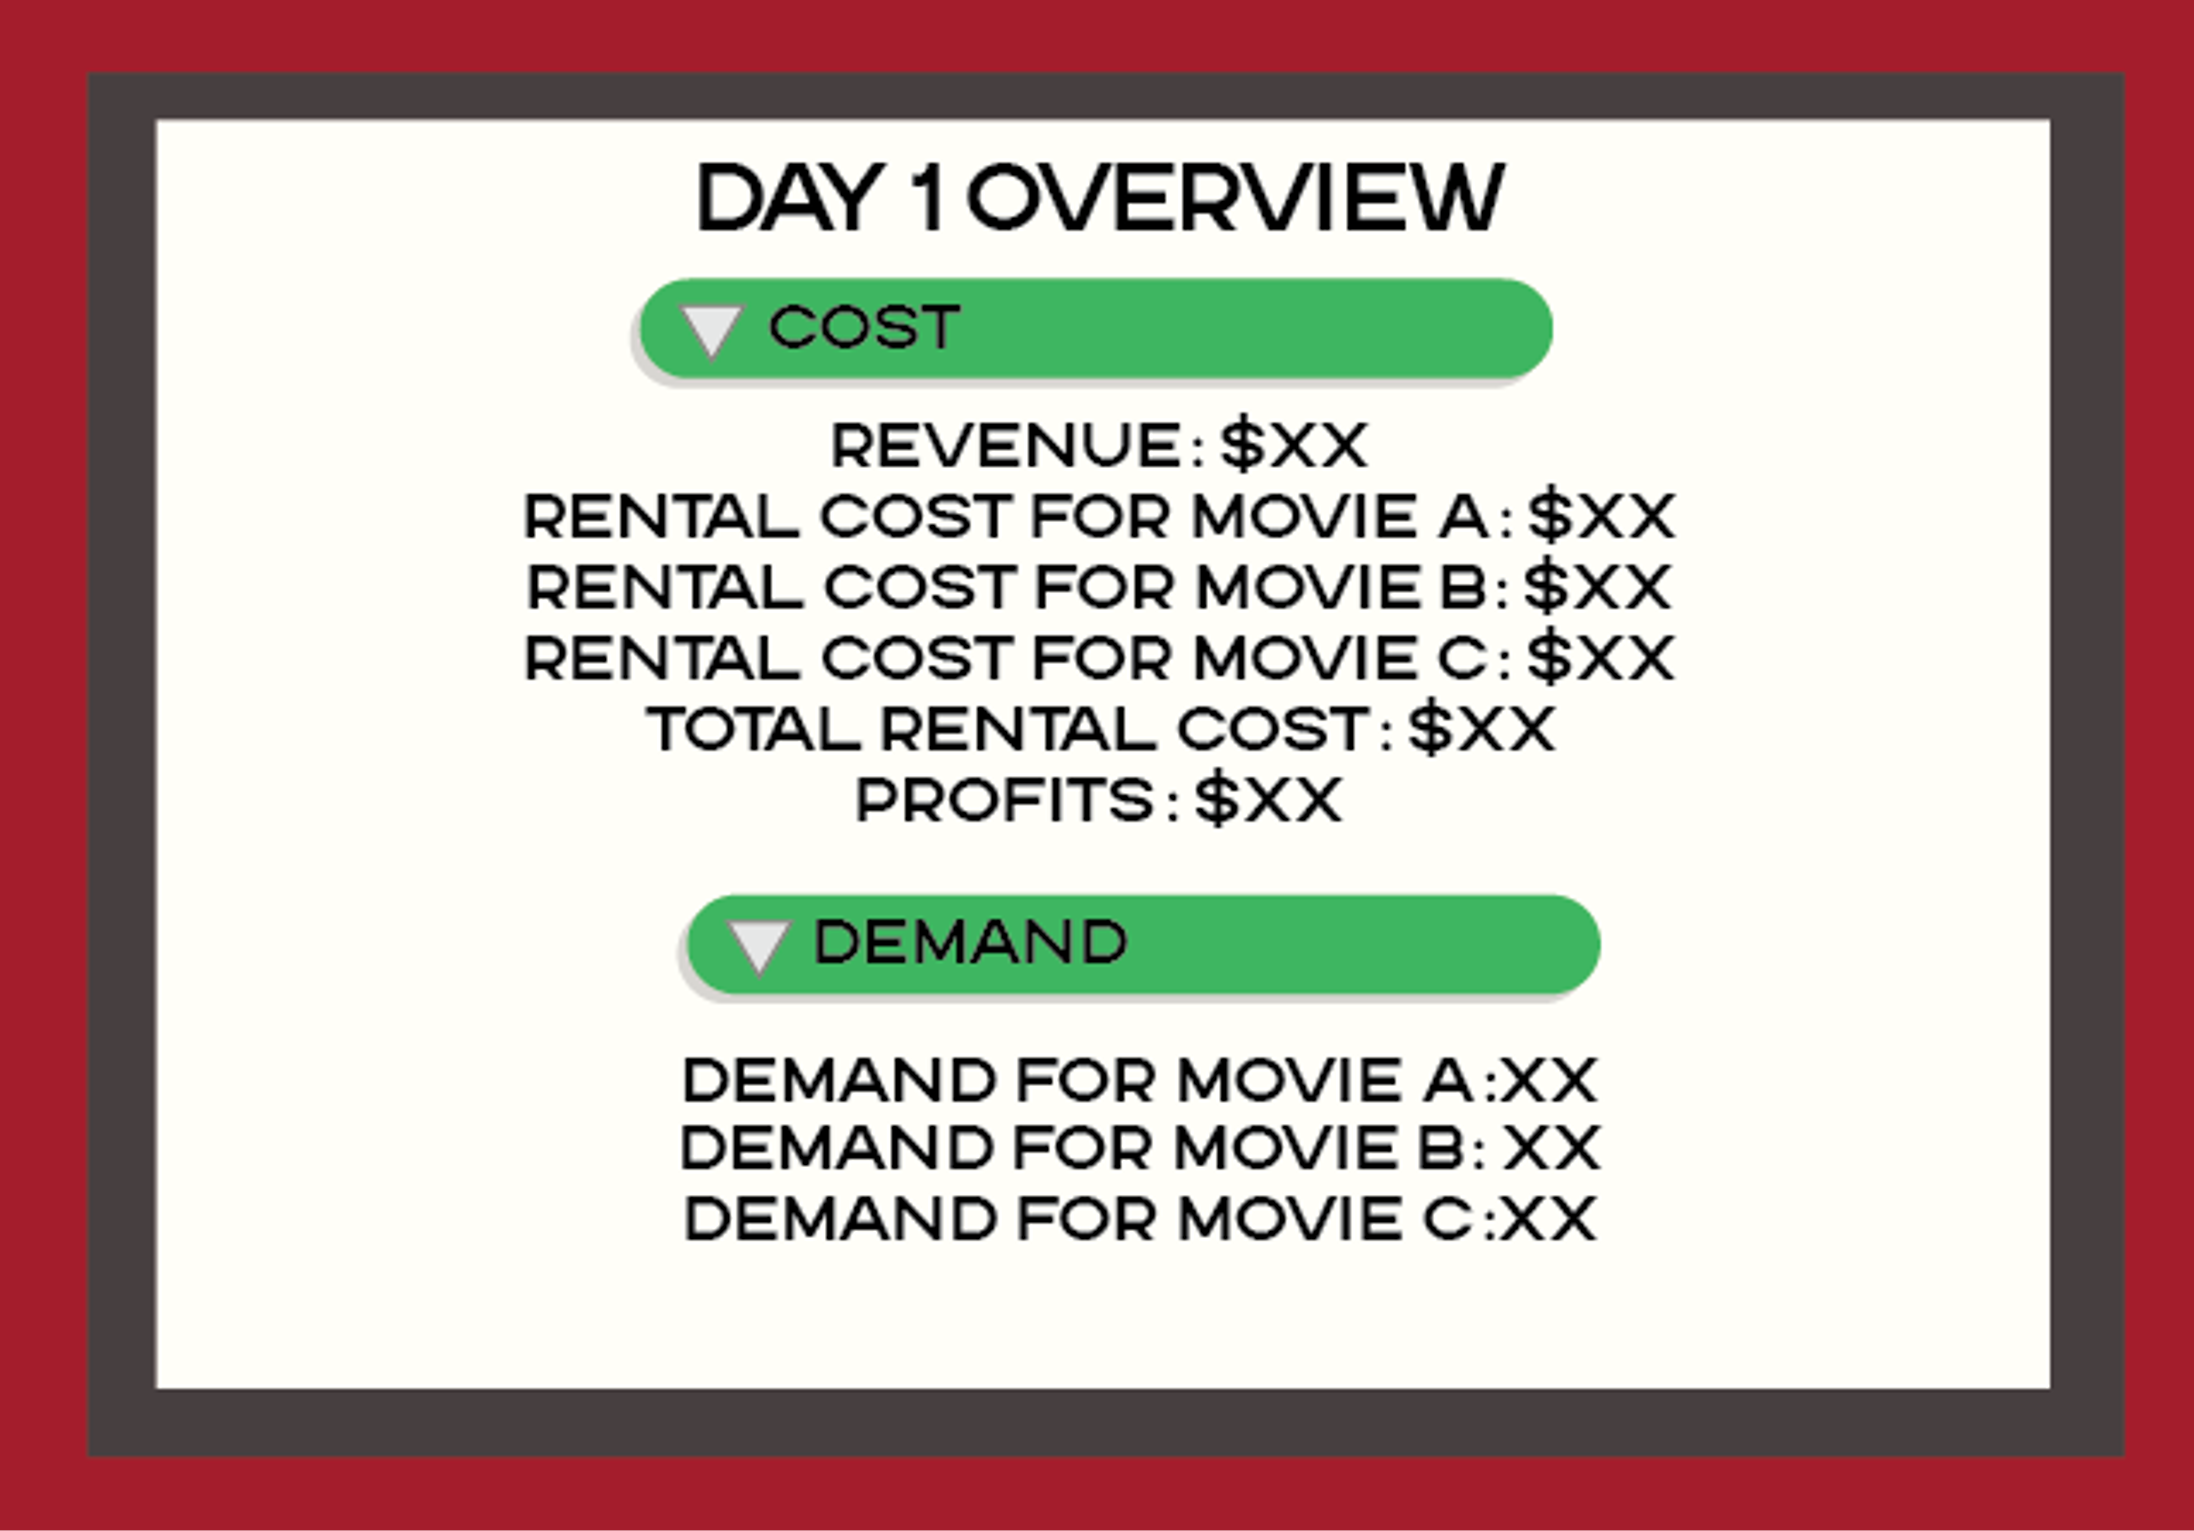 DAY 1 OVERVIEW
COST
REVENUE: $XX
RENTAL COST FOR MOVIE A: $XX
RENTAL COST FOR MOVIE B: $XX
RENTAL COST FOR MOVIE C: $XX
TOTAL RENTAL COST: $XX
PROFITS: $XX
DEMAND
DEMAND FOR MOVIE A:XX
DEMAND FOR MOVIE B: XX
DEMAND FOR MOVIE C:XX